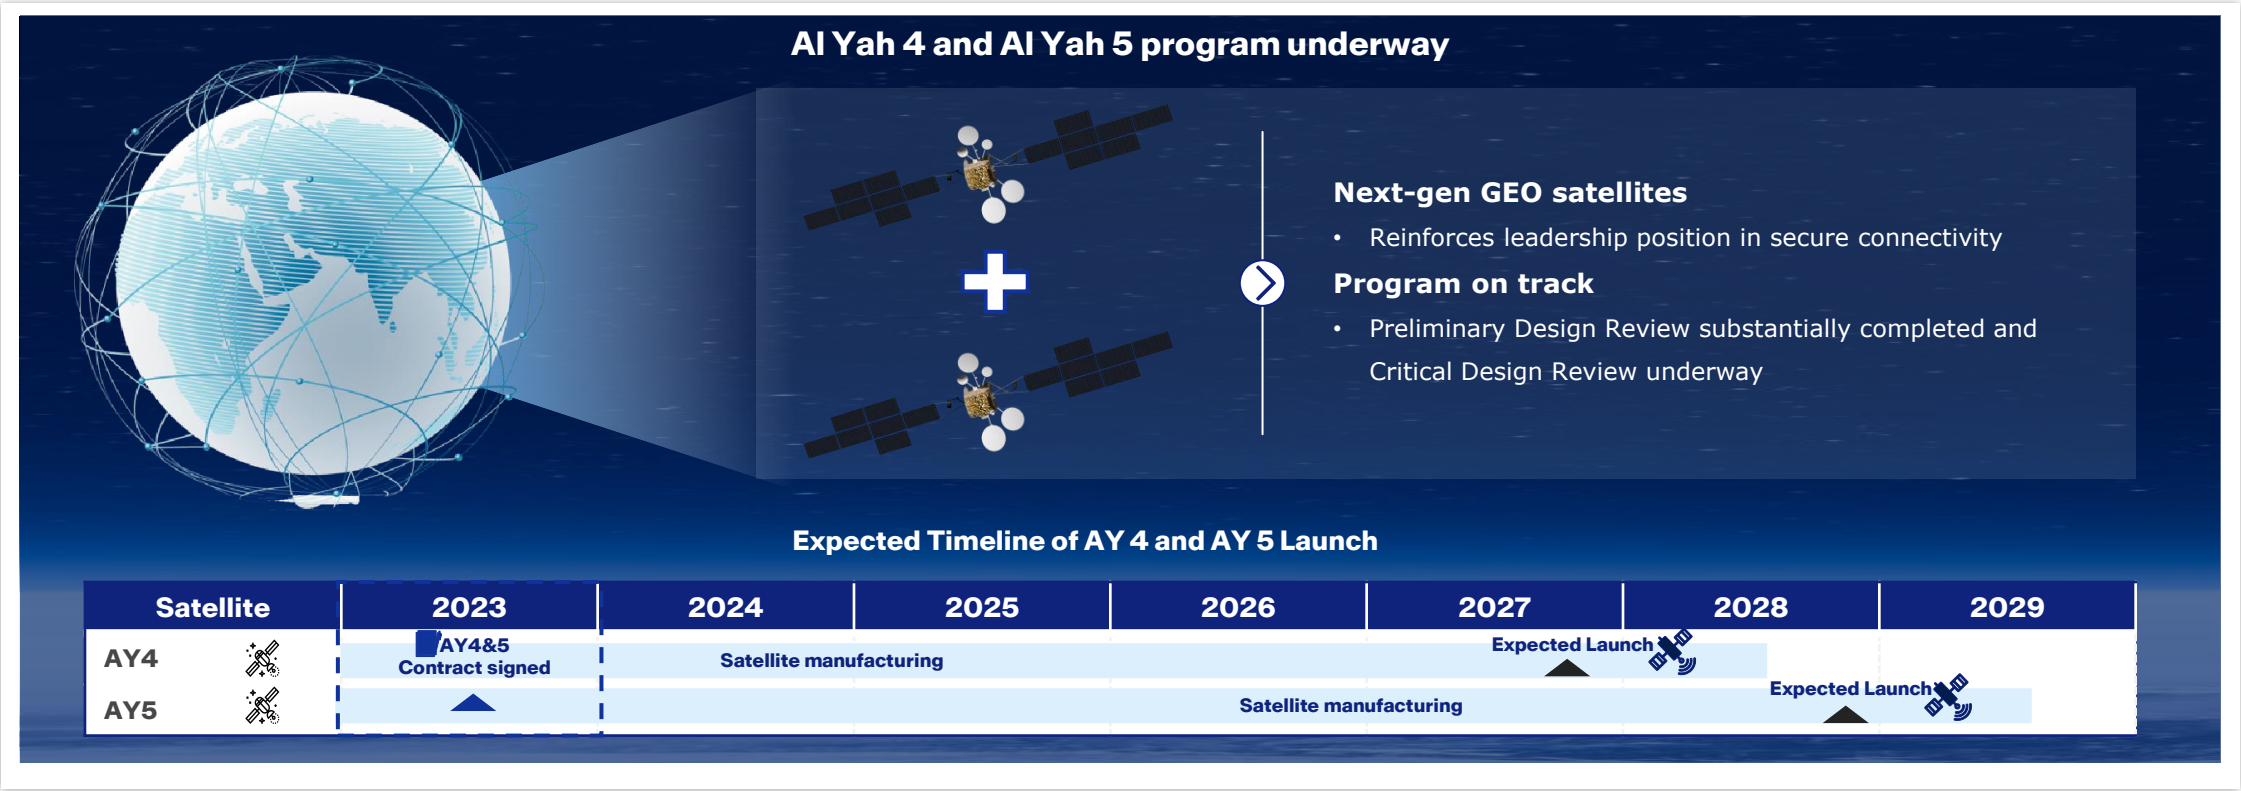 Al Yah 4 and Al Yah 5 program underway
Next-gen GEO satellites
• Reinforces leadership position in secure connectivity
Program on track
• Preliminary Design Review substantially completed and
Critical Design Review underway
Expected Timeline of AY 4 and AY 5 Launch
Satellite 2023 2024 2025 2026 2027 2028 2029
AY4
AY4&5
Contract signed
Satellite manufacturing
Expected Launch
AY5
Satellite manufacturing
Expected Launch